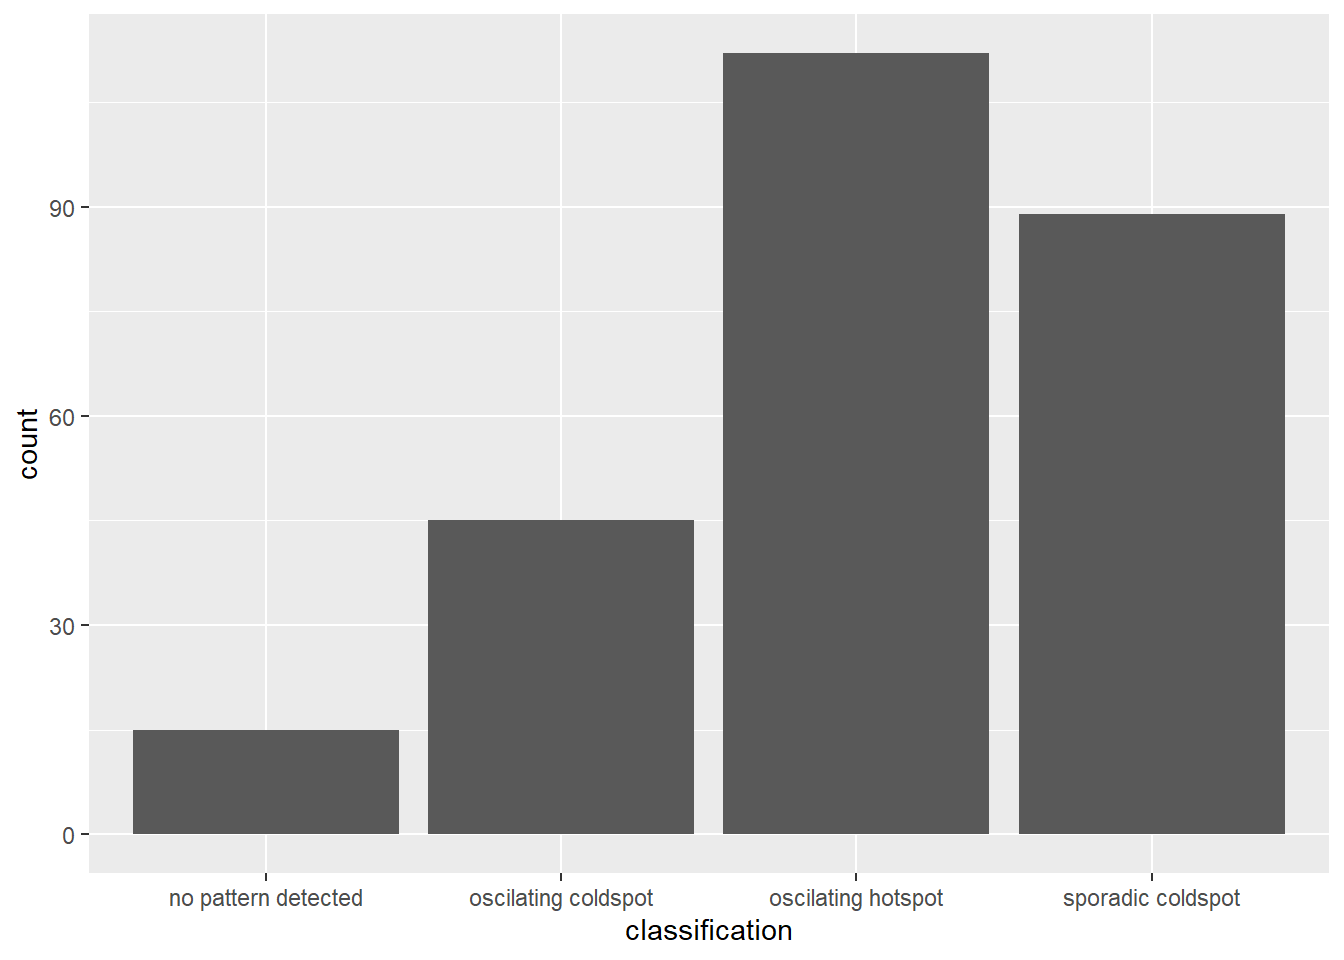 count
90
60
30
0
no pattern detected
oscilating coldspot
oscilating hotspot
sporadic coldspot
classification